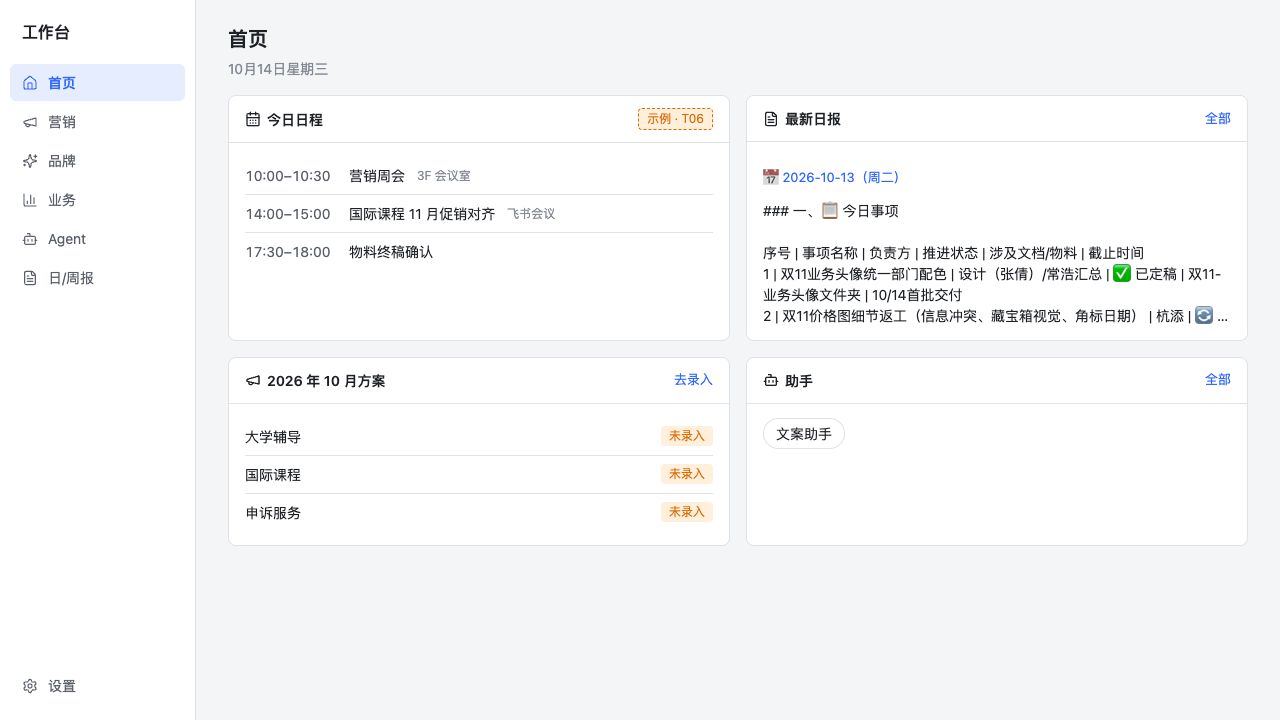 工作台
首页
营销
品牌
业务
Agent
日/周报
设置
首页
10月14日星期三
今日日程
示例 · T06
10:00–10:30 营销周会 3F 会议室
14:00–15:00 国际课程 11 月促销对齐 飞书会议
17:30–18:00 物料终稿确认
最新日报 全部
📅 2026-10-13（周二）
### 一、📋 今日事项
序号 | 事项名称 | 负责方 | 推进状态 | 涉及文档/物料 | 截止时间
1 | 双11业务头像统一部门配色 | 设计（张倩）/常浩汇总 | ✅ 已定稿 | 双11-
业务头像文件夹 | 10/14首批交付
2 | 双11价格图细节返工（信息冲突、藏宝箱视觉、角标日期） | 杭添 | 🔄 ...
2026 年 10 月方案 去录入
大学辅导 未录入
国际课程 未录入
申诉服务 未录入
助手 全部
文案助手